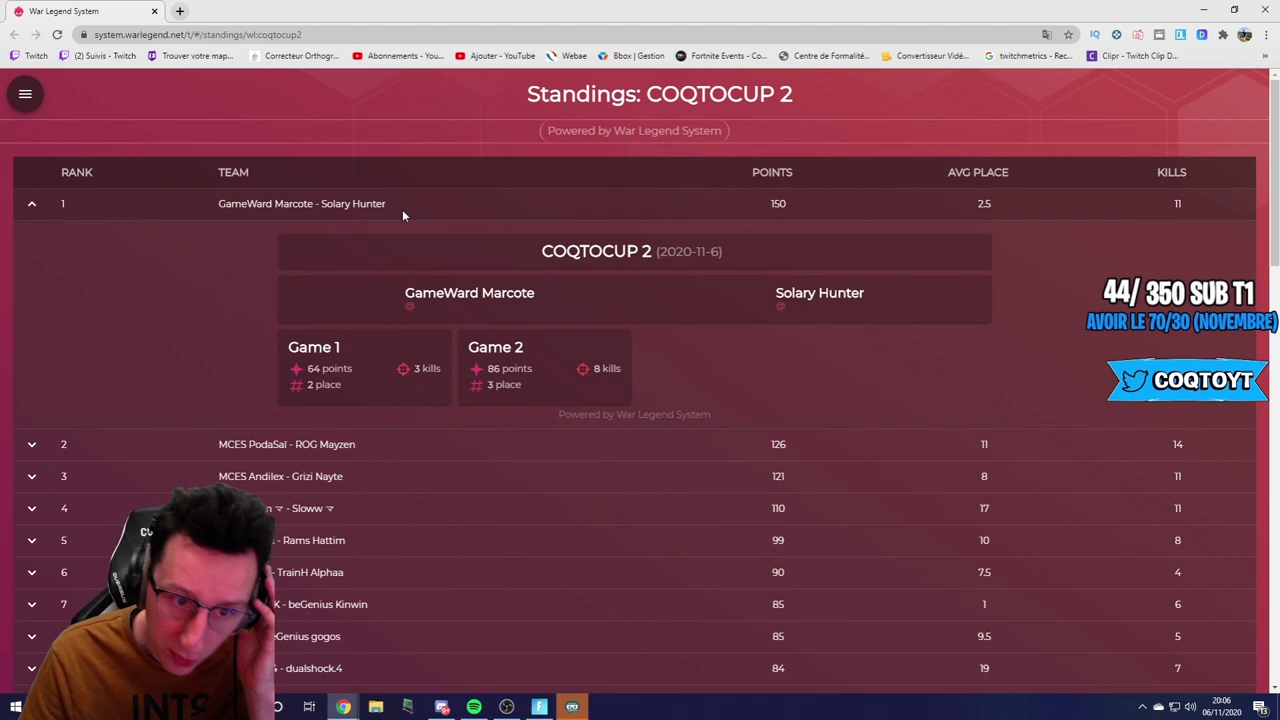 War Legend System
system.warlegend.net/t/#/standings/wl:coqtocup2
Twitch
(2) Suivis - Twitch
Trouver votre map...
Correcteur Orthogr...
Abonnements - You...
Ajouter - YouTube
Webae
Bbox | Gestion
Fortnite Events - Co...
Centre de Formalité...
Convertisseur VidéO...
twitchmetrics - Rec...
Clipr - Twitch Clip D...
Standings: COQTOCUP 2
Powered by War Legend System
RANK TEAM POINTS AVG PLACE KILLS
1 GameWard Marcote - Solary Hunter 150 2.5 11
COQTOCUP 2 (2020-11-6)
GameWard Marcote Solary Hunter
Game 1
64 points 3 kills
2 place
Game 2
86 points 8 kills
3 place
Powered by War Legend System
2 MCES PodaSaï - ROG Mayzen 126 11 14
3 MCES Andilex - Grizi Nayte 121 8 11
4 - Sloww マ 110 17 11
5 - Rams Hattim 99 10 8
6 - TrainH Alphaa 90 7.5 4
7 - beGenius Kinwin 85 1 6
gogos 85 9.5 5
- dualshock.4 84 19 7
44/ 350 SUB T1
AVOIR LE 70/30 (NOVEMBRE)
COQTOYT
20:06
06/11/2020